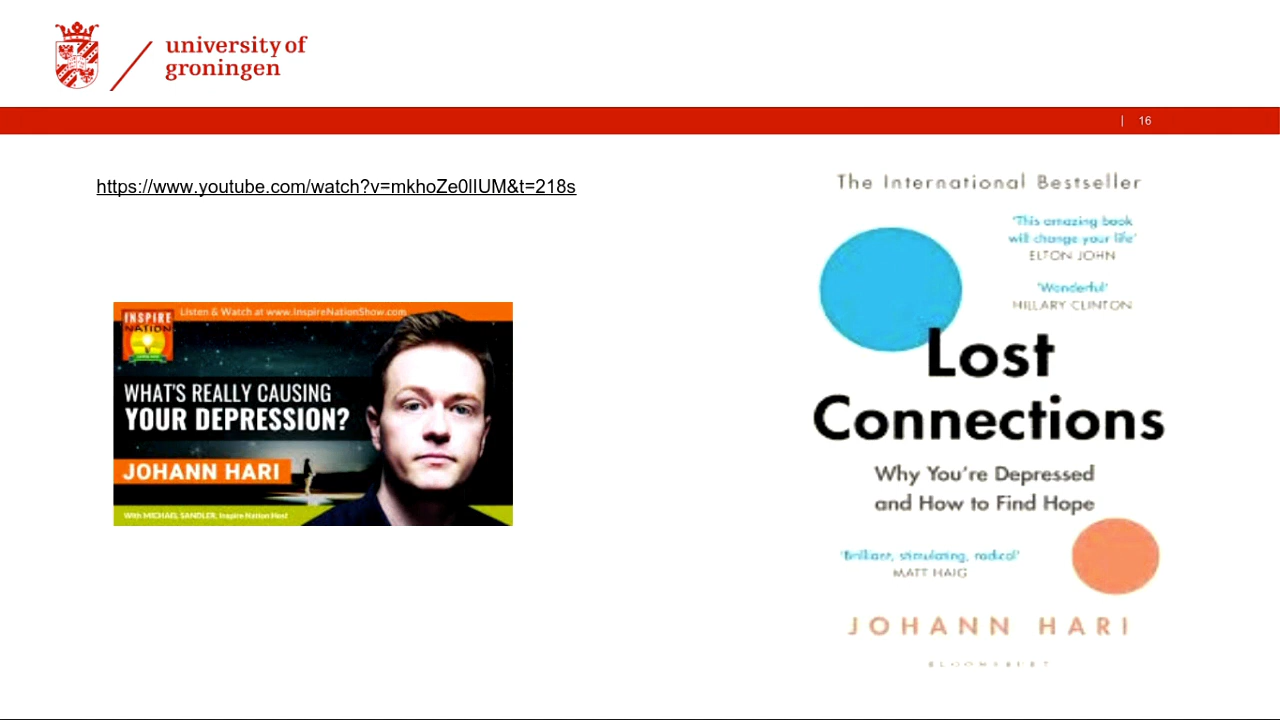 university of
groningen
| 16
https://www.youtube.com/watch?v=mkhoZe0lIUM&t=218s
INSPIRE
NATION
Listen & Watch at www.InspireNationShow.com
WHAT'S REALLY CAUSING
YOUR DEPRESSION?
JOHANN HARI
With MICHAEL SANDLER, Inspire Nation Host
The International Bestseller
'This amazing book
will change your life'
ELTON JOHN
'Wonderful'
HILLARY CLINTON
Lost
Connections
Why You're Depressed
and How to Find Hope
'Brilliant, stimulating, radical'
MATT HAIG
JOHANN HARI
BLOOMSBURY